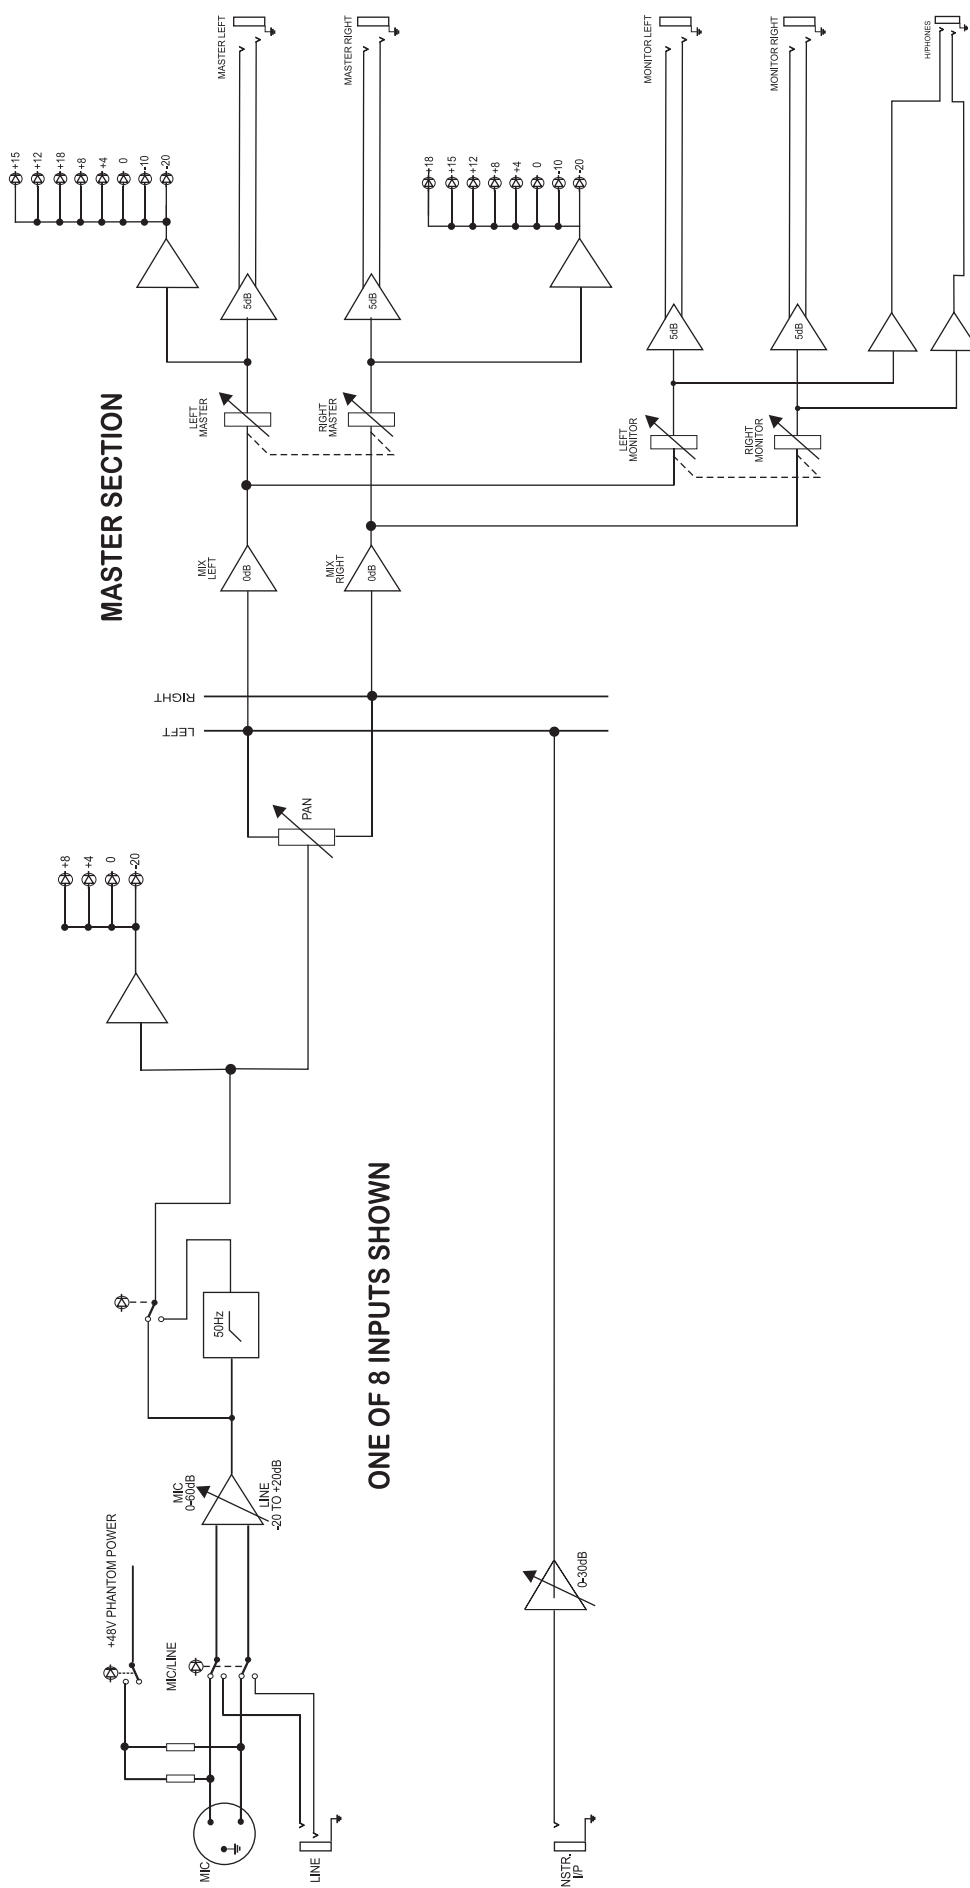 MASTER LEFT
MASTER RIGHT
MONITOR LEFT
MONITOR RIGHT
H/PHONES
+15
+12
+18
+8
+4
0
-10
-20
+18
+15
+12
+8
+4
0
-10
-20
5dB
5dB
5dB
5dB
MASTER SECTION
LEFT
MASTER
RIGHT
MASTER
LEFT
MONITOR
RIGHT
MONITOR
MIX
LEFT
0dB
MIX
RIGHT
0dB
RIGHT
LEFT
PAN
+8
+4
0
-20
50Hz
ONE OF 8 INPUTS SHOWN
MIC
0-60dB
LINE
-20 TO +20dB
+48V PHANTOM POWER
MIC/LINE
0-30dB
MIC
LINE
NSTR.
I/P